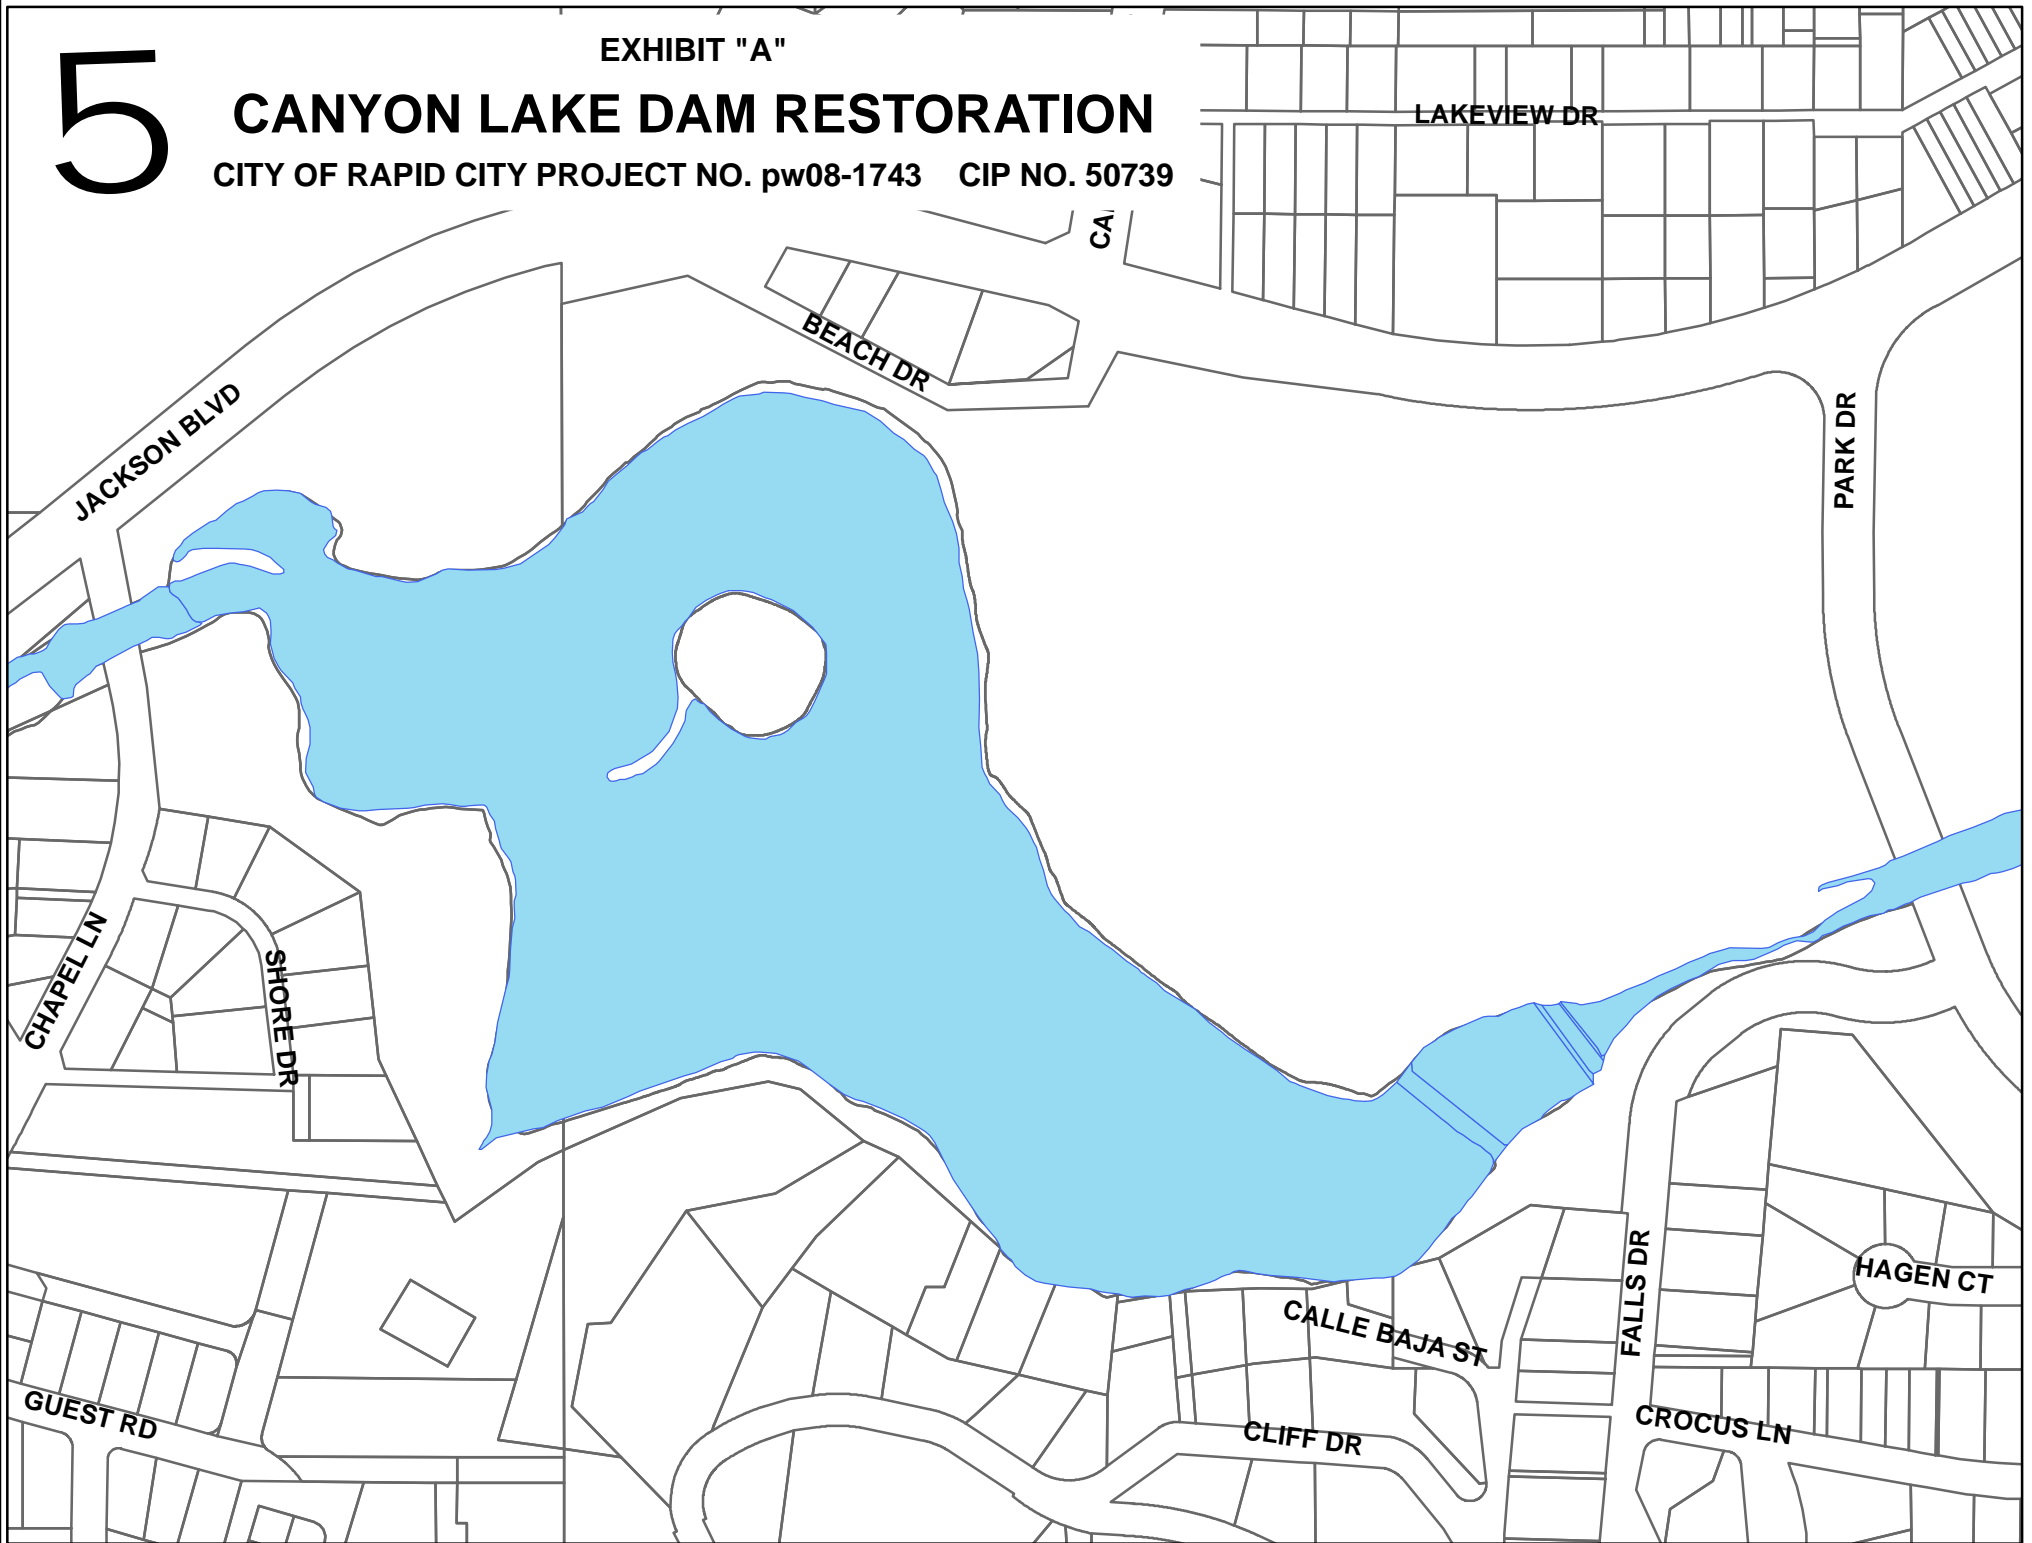 5
EXHIBIT "A"
CANYON LAKE DAM RESTORATION
CITY OF RAPID CITY PROJECT NO. pw08-1743 CIP NO. 50739
LAKEVIEW DR
CA
BEACH DR
JACKSON BLVD
PARK DR
CHAPEL LN
SHORE DR
FALLS DR
HAGEN CT
CALLE BAJA ST
GUEST RD
CLIFF DR
CROCUS LN